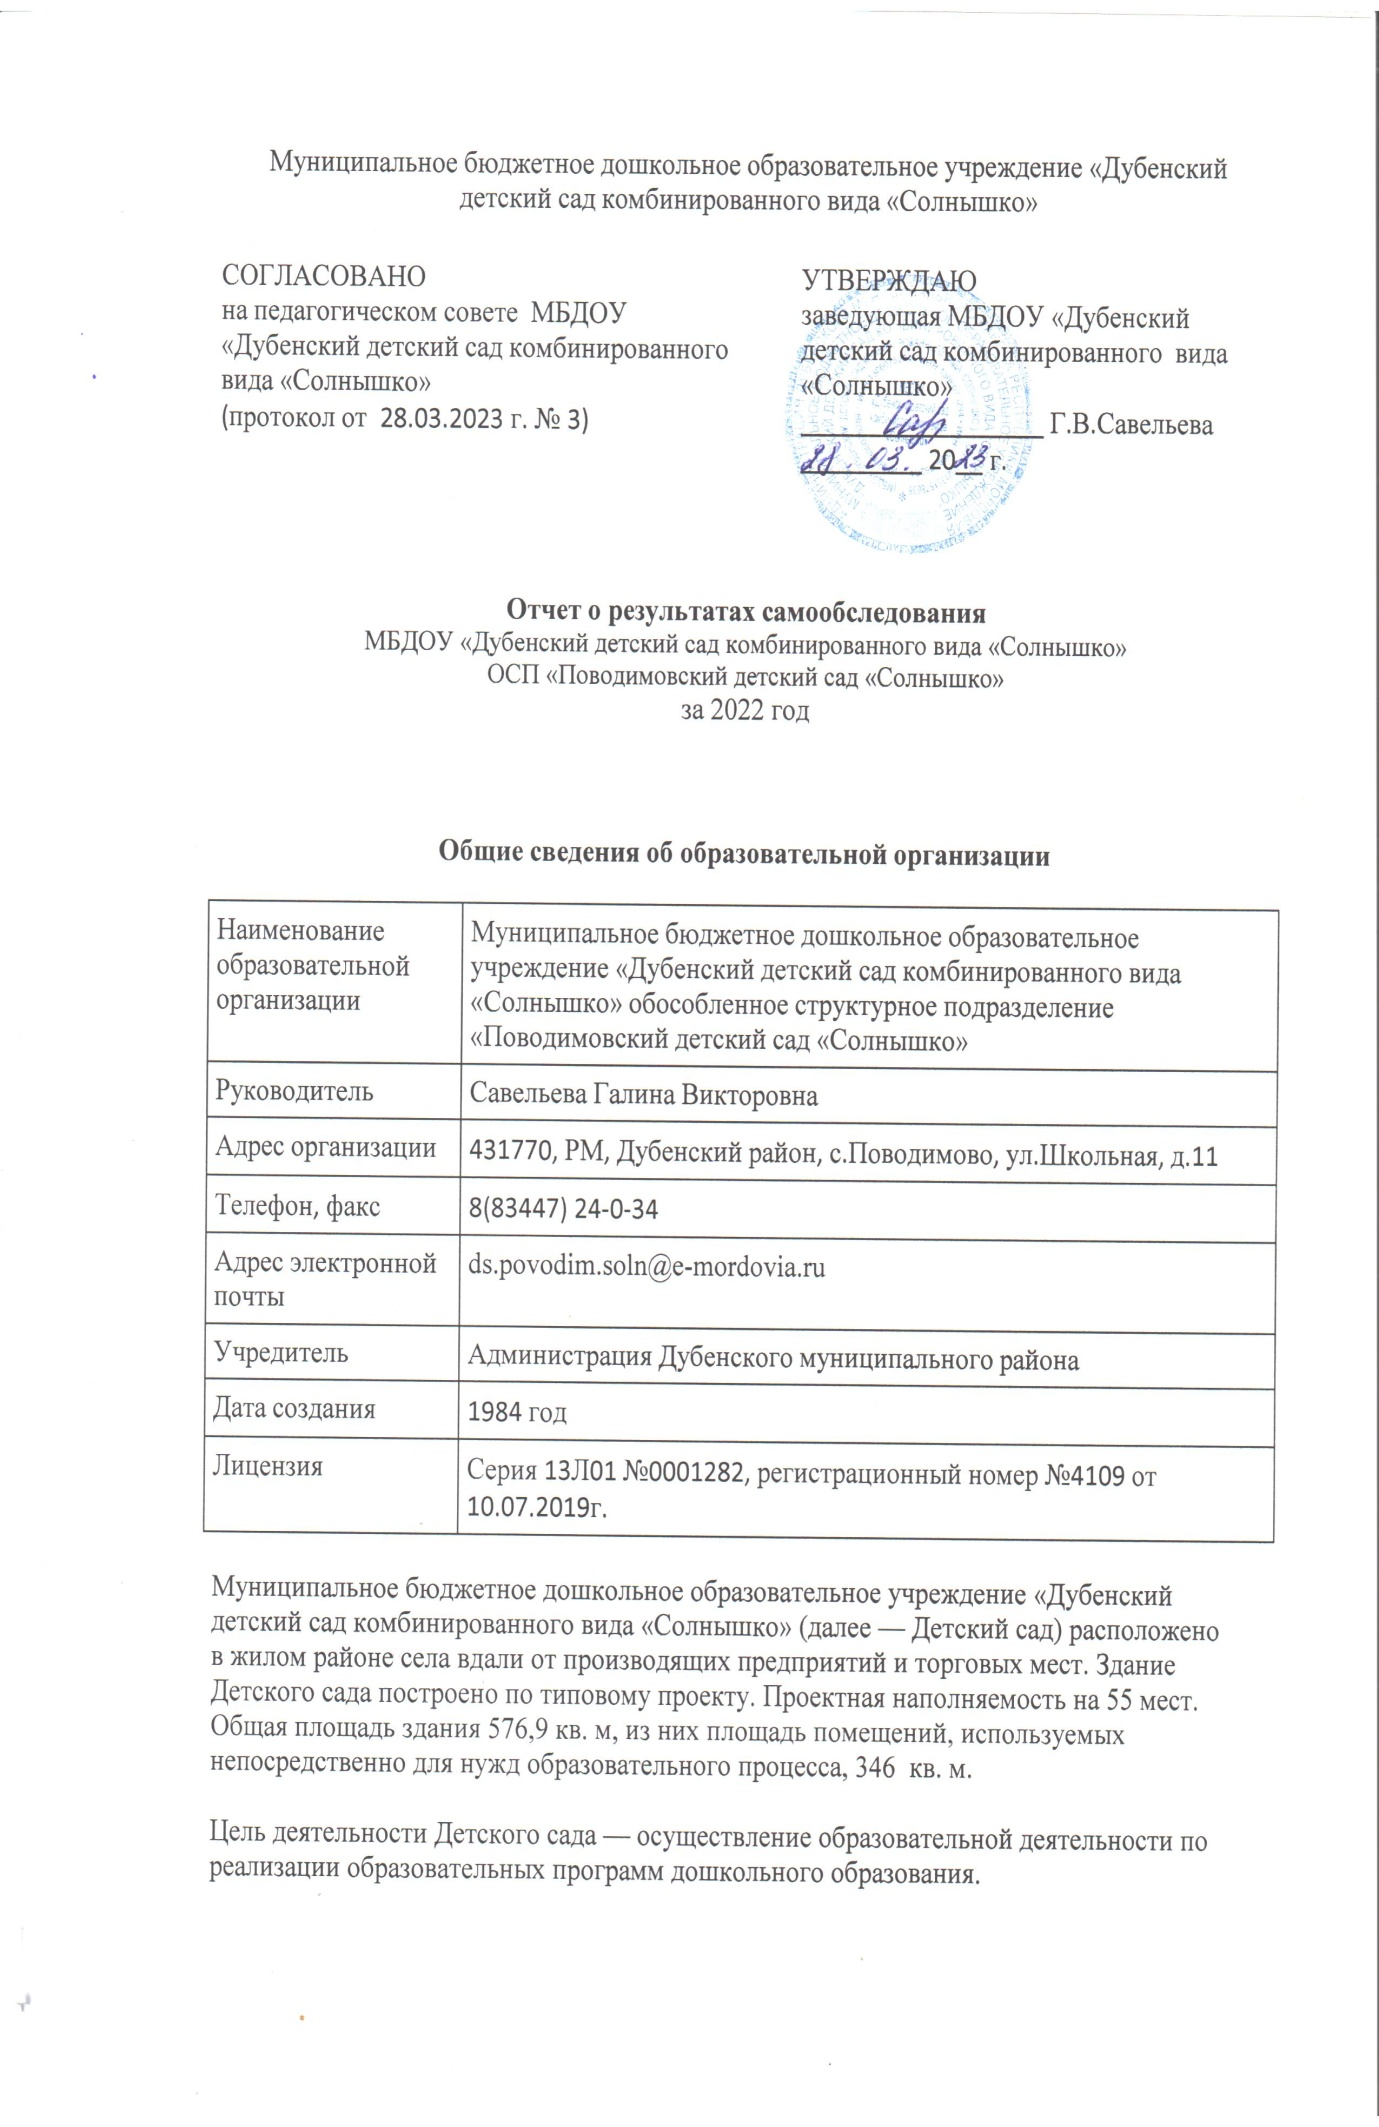 Муниципальное бюджетное дошкольное образовательное учреждение «Дубенский
детский сад комбинированного вида «Солнышко»
СОГЛАСОВАНО
на педагогическом совете МБДОУ
«Дубенский детский сад комбинированного
вида «Солнышко»
(протокол от 28.03.2023 г. № 3)
УТВЕРЖДАЮ
заведующая МБДОУ «Дубенский
детский сад комбинированного вида
«Солнышко»
Г.В.Савельева
28.03. 2023 г.
Отчет о результатах самообследования
МБДОУ «Дубенский детский сад комбинированного вида «Солнышко»
ОСП «Поводимовский детский сад «Солнышко»
за 2022 год
Общие сведения об образовательной организации
Наименование
образовательной
организации
Муниципальное бюджетное дошкольное образовательное
учреждение «Дубенский детский сад комбинированного вида
«Солнышко» обособленное структурное подразделение
«Поводимовский детский сад «Солнышко»
Руководитель
Савельева Галина Викторовна
Адрес организации
431770, РМ, Дубенский район, с.Поводимово, ул.Школьная, д.11
Телефон, факс
8(83447) 24-0-34
Адрес электронной
почты
ds.povodim.soln@e-mordovia.ru
Учредитель
Администрация Дубенского муниципального района
Дата создания
1984 год
Лицензия
Серия 13Л01 №0001282, регистрационный номер №4109 от
10.07.2019г.
Муниципальное бюджетное дошкольное образовательное учреждение «Дубенский
детский сад комбинированного вида «Солнышко» (далее — Детский сад) расположено
в жилом районе села вдали от производящих предприятий и торговых мест. Здание
Детского сада построено по типовому проекту. Проектная наполняемость на 55 мест.
Общая площадь здания 576,9 кв. м, из них площадь помещений, используемых
непосредственно для нужд образовательного процесса, 346 кв. м.
Цель деятельности Детского сада — осуществление образовательной деятельности по
реализации образовательных программ дошкольного образования.